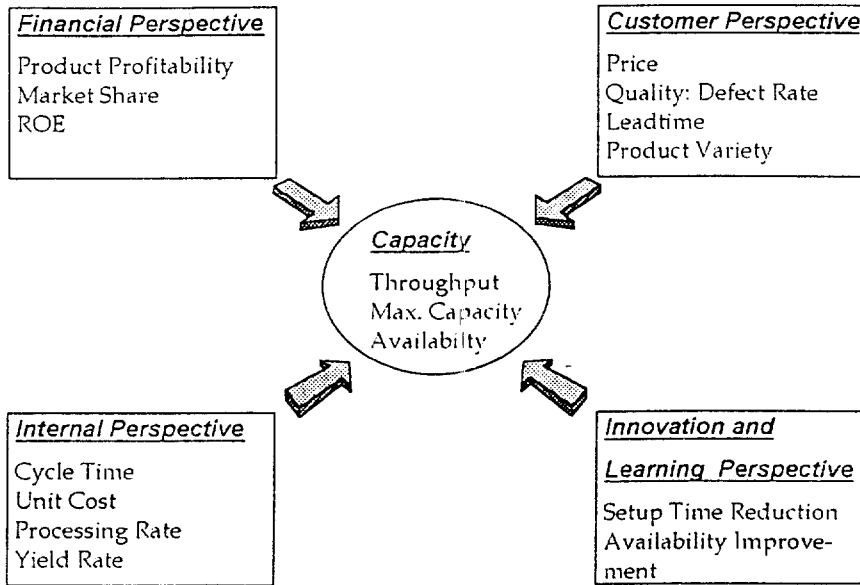 Financial Perspective
Product Profitability
Market Share
ROE
Customer Perspective
Price
Quality: Defect Rate
Leadtime
Product Variety
Capacity
Throughput
Max. Capacity
Availabilty
Internal Perspective
Cycle Time
Unit Cost
Processing Rate
Yield Rate
Innovation and
Learning Perspective
Setup Time Reduction
Availability Improve-
ment